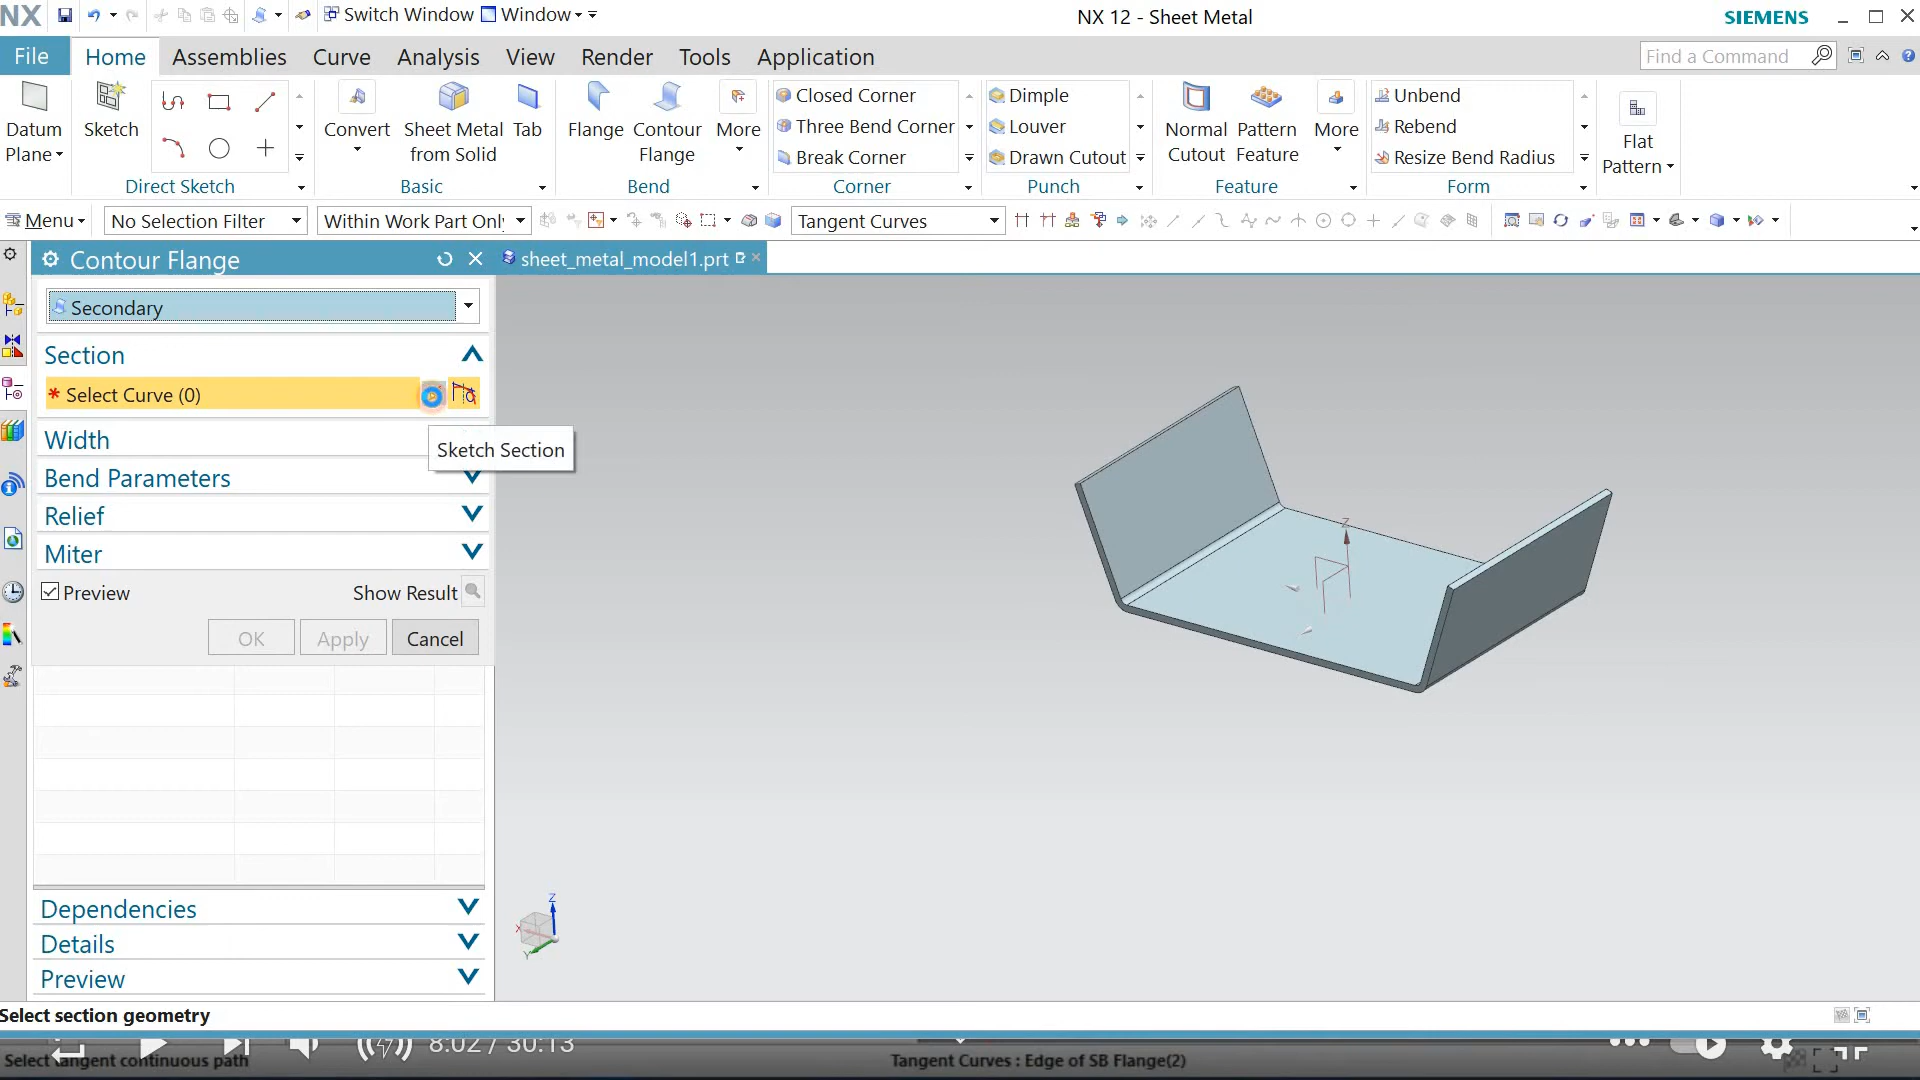 NX
Switch Window
Window
NX 12 - Sheet Metal
SIEMENS
File
Home
Assemblies
Curve
Analysis
View
Render
Tools
Application
Find a Command
Datum
Plane
Sketch
Direct Sketch
Convert
Sheet Metal
from Solid
Tab
Basic
Flange
Contour
Flange
More
Bend
Closed Corner
Three Bend Corner
Break Corner
Corner
Dimple
Louver
Drawn Cutout
Punch
Normal
Cutout
Pattern
Feature
More
Feature
Unbend
Rebend
Resize Bend Radius
Form
Flat
Pattern
Menu
No Selection Filter
Within Work Part Onl
Tangent Curves
Contour Flange
sheet_metal_model1.prt
Secondary
Section
* Select Curve (0)
Sketch Section
Width
Bend Parameters
Relief
Miter
Preview
Show Result
OK
Apply
Cancel
Z
Z
X
Y
Dependencies
Details
Preview
Select section geometry
8:02 / 30:13
Select tangent continuous path
Tangent Curves : Edge of SB Flange(2)